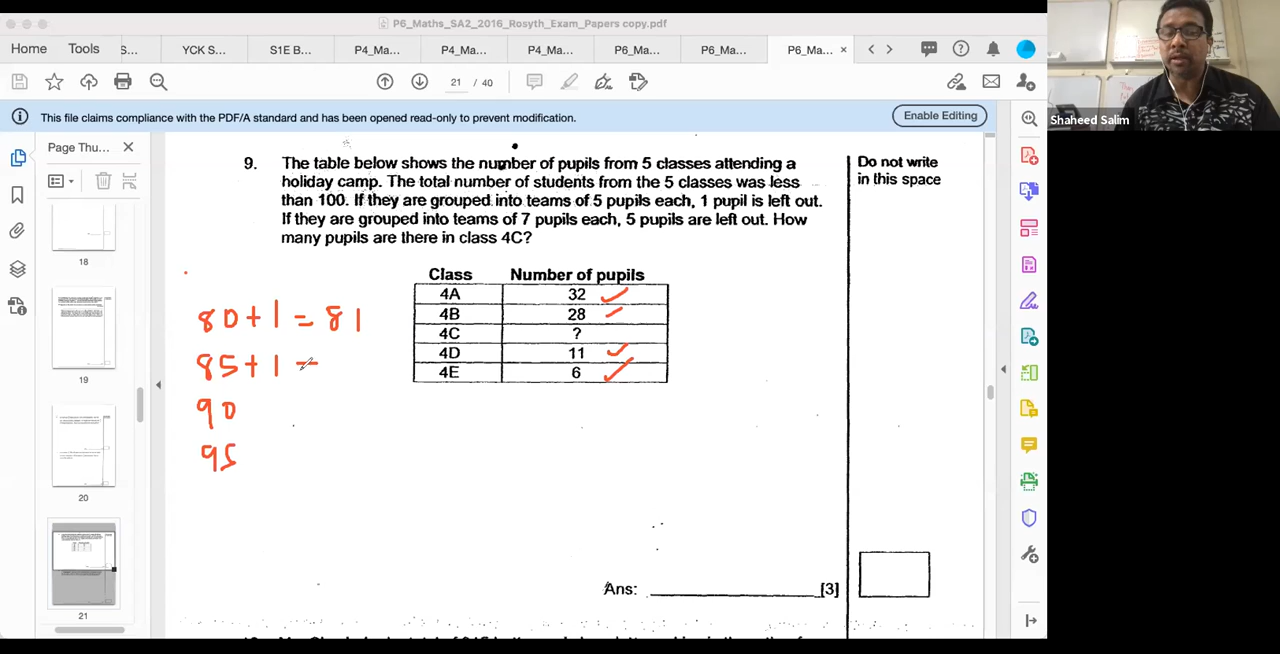 P6_Maths_SA2_2016_Rosyth_Exam_Papers copy.pdf
Home Tools S... YCK S... S1E B... P4_Ma... P4_Ma... P4_Ma... P6_Ma... P6_Ma... P6_Ma... ×
21 / 40
This file claims compliance with the PDF/A standard and has been opened read-only to prevent modification.
Enable Editing
Shaheed Salim
Page Thu...
18
19
20
21
9. The table below shows the number of pupils from 5 classes attending a
holiday camp. The total number of students from the 5 classes was less
than 100. If they are grouped into teams of 5 pupils each, 1 pupil is left out.
If they are grouped into teams of 7 pupils each, 5 pupils are left out. How
many pupils are there in class 4C?
Do not write
in this space
Class Number of pupils
4A 32
4B 28
4C ?
4D 11
4E 6
80+1 = 81
85+1 =
90
95
Ans: ____________________ [3]